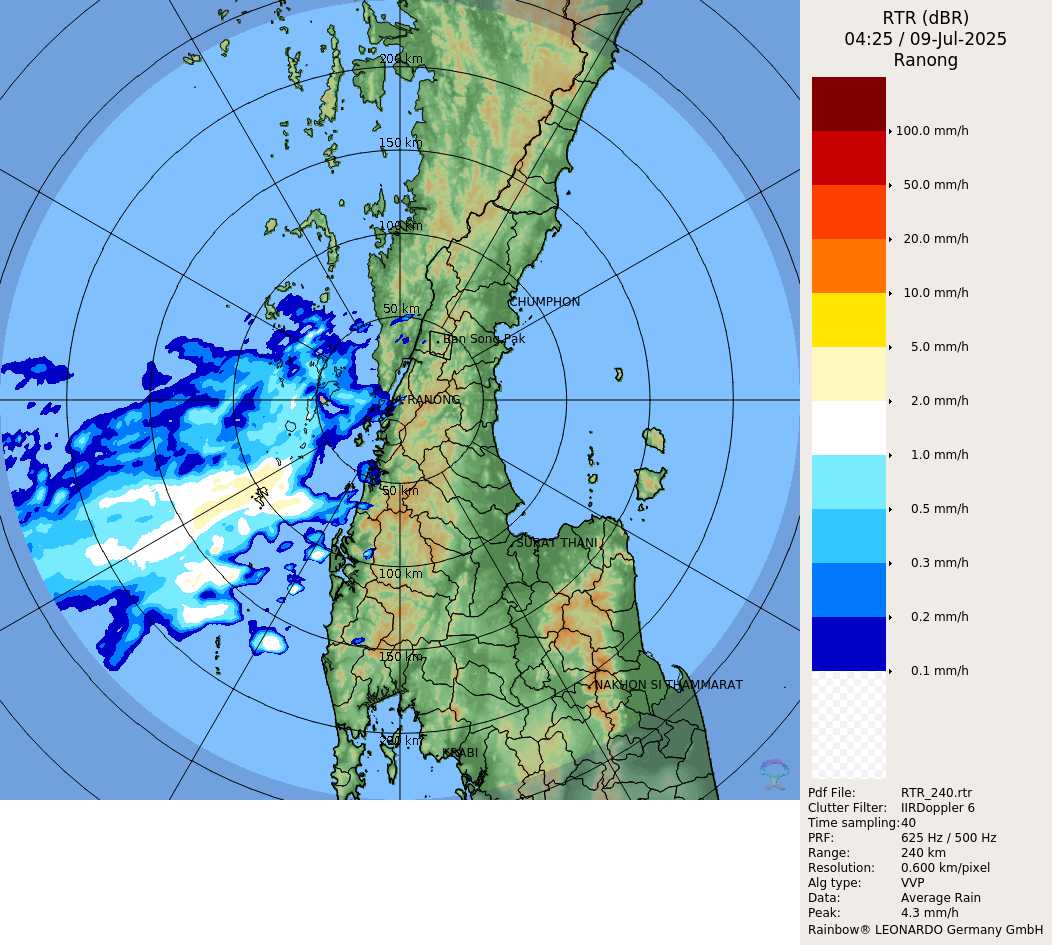 RTR (dBR)
04:25 / 09-Jul-2025
Ranong
200 km
150 km
100 km
50 km
CHUMPHON
Ban Song Pak
RANONG
50 km
SURAT THANI
100 km
150 km
NAKHON SI THAMMARAT
200 km
KRABI
100.0 mm/h
50.0 mm/h
20.0 mm/h
10.0 mm/h
5.0 mm/h
2.0 mm/h
1.0 mm/h
0.5 mm/h
0.3 mm/h
0.2 mm/h
0.1 mm/h
Pdf File: RTR_240.rtr
Clutter Filter: IIRDoppler 6
Time sampling: 40
PRF: 625 Hz / 500 Hz
Range: 240 km
Resolution: 0.600 km/pixel
Alg type: VVP
Data: Average Rain
Peak: 4.3 mm/h
Rainbow® LEONARDO Germany GmbH